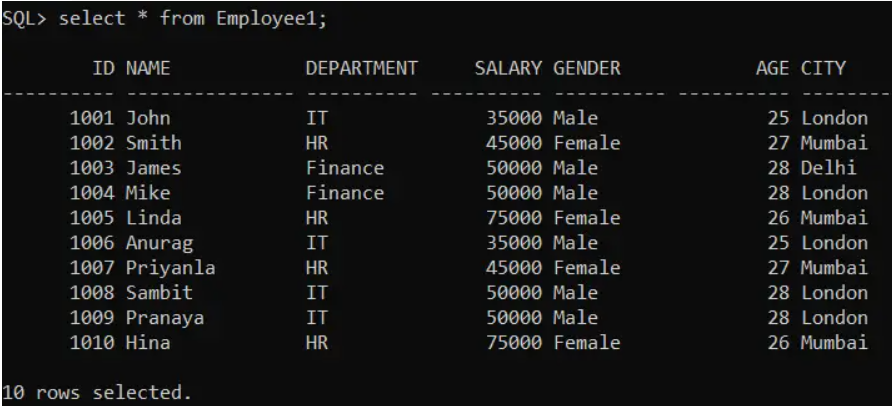 SQL> select * from Employee1;
ID NAME DEPARTMENT SALARY GENDER AGE CITY
---------- --------------- ---------- ---------- ---------- ---------- --------
1001 John IT 35000 Male 25 London
1002 Smith HR 45000 Female 27 Mumbai
1003 James Finance 50000 Male 28 Delhi
1004 Mike Finance 50000 Male 28 London
1005 Linda HR 75000 Female 26 Mumbai
1006 Anurag IT 35000 Male 25 London
1007 Priyanla HR 45000 Female 27 Mumbai
1008 Sambit IT 50000 Male 28 London
1009 Pranaya IT 50000 Male 28 London
1010 Hina HR 75000 Female 26 Mumbai
10 rows selected.